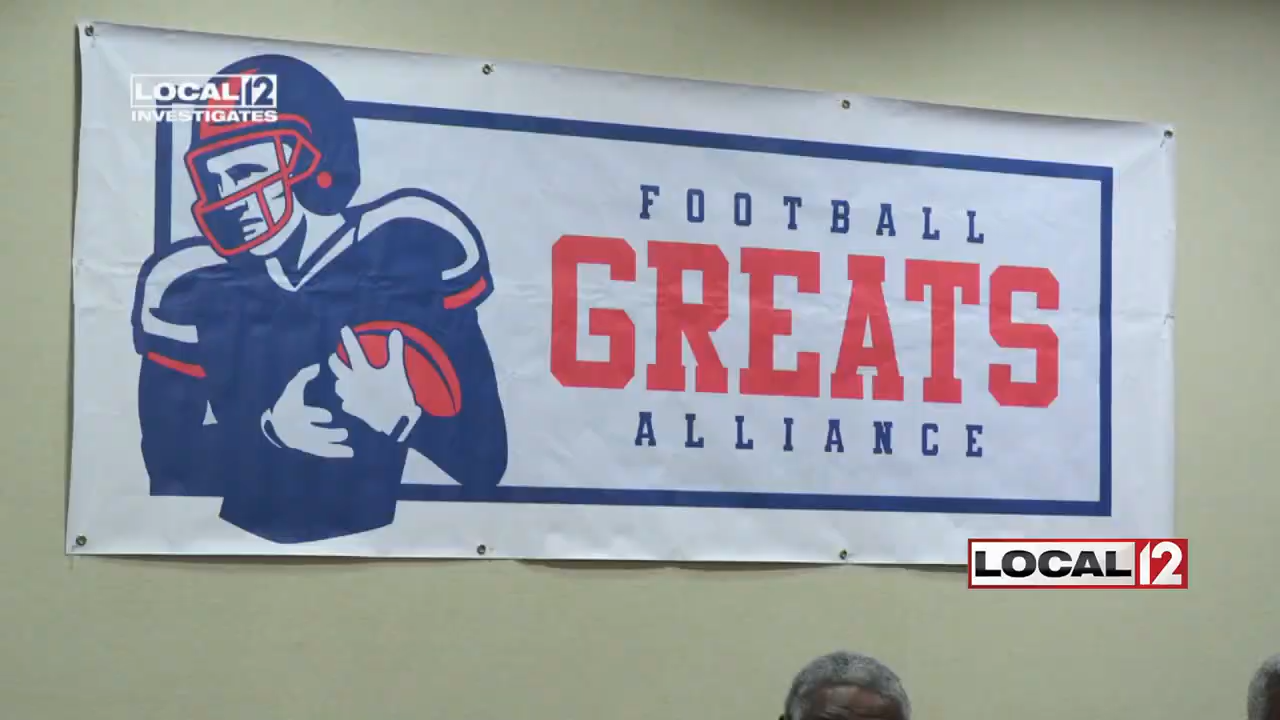 LOCAL 12
INVESTIGATES
FOOTBALL
GREATS
ALLIANCE
LOCAL 12